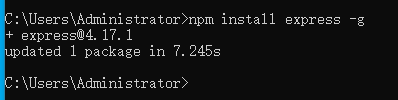 C:\Users\Administrator>npm install express -g
+ express@4.17.1
updated 1 package in 7.245s
C:\Users\Administrator>